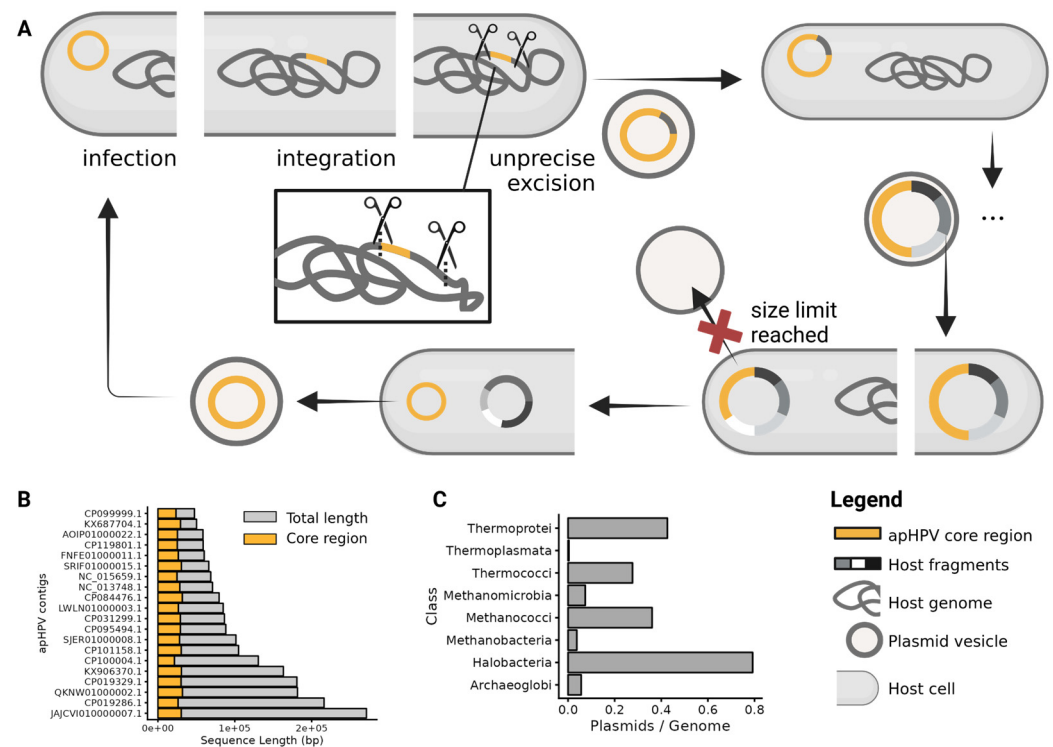 A
infection
integration
unprecise
excision
...
size limit
reached
B
apHPV contigs
CP099999.1
KX687704.1
AOIP01000022.1
CP119801.1
FNFE01000011.1
SRIF01000015.1
NC_015659.1
NC_013748.1
CP084476.1
LWLN01000003.1
CP031299.1
CP095494.1
SJER01000008.1
CP101158.1
CP100004.1
KX906370.1
CP019329.1
QKNW01000002.1
CP019286.1
JAJCVI010000007.1
Total length
Core region
0e+00
1e+05
2e+05
Sequence Length (bp)
C
Class
Thermoprotei
Thermoplasmata
Thermococci
Methanomicrobia
Methanococci
Methanobacteria
Halobacteria
Archaeoglobi
0.0
0.2
0.4
0.6
0.8
Plasmids / Genome
Legend
apHPV core region
Host fragments
Host genome
Plasmid vesicle
Host cell